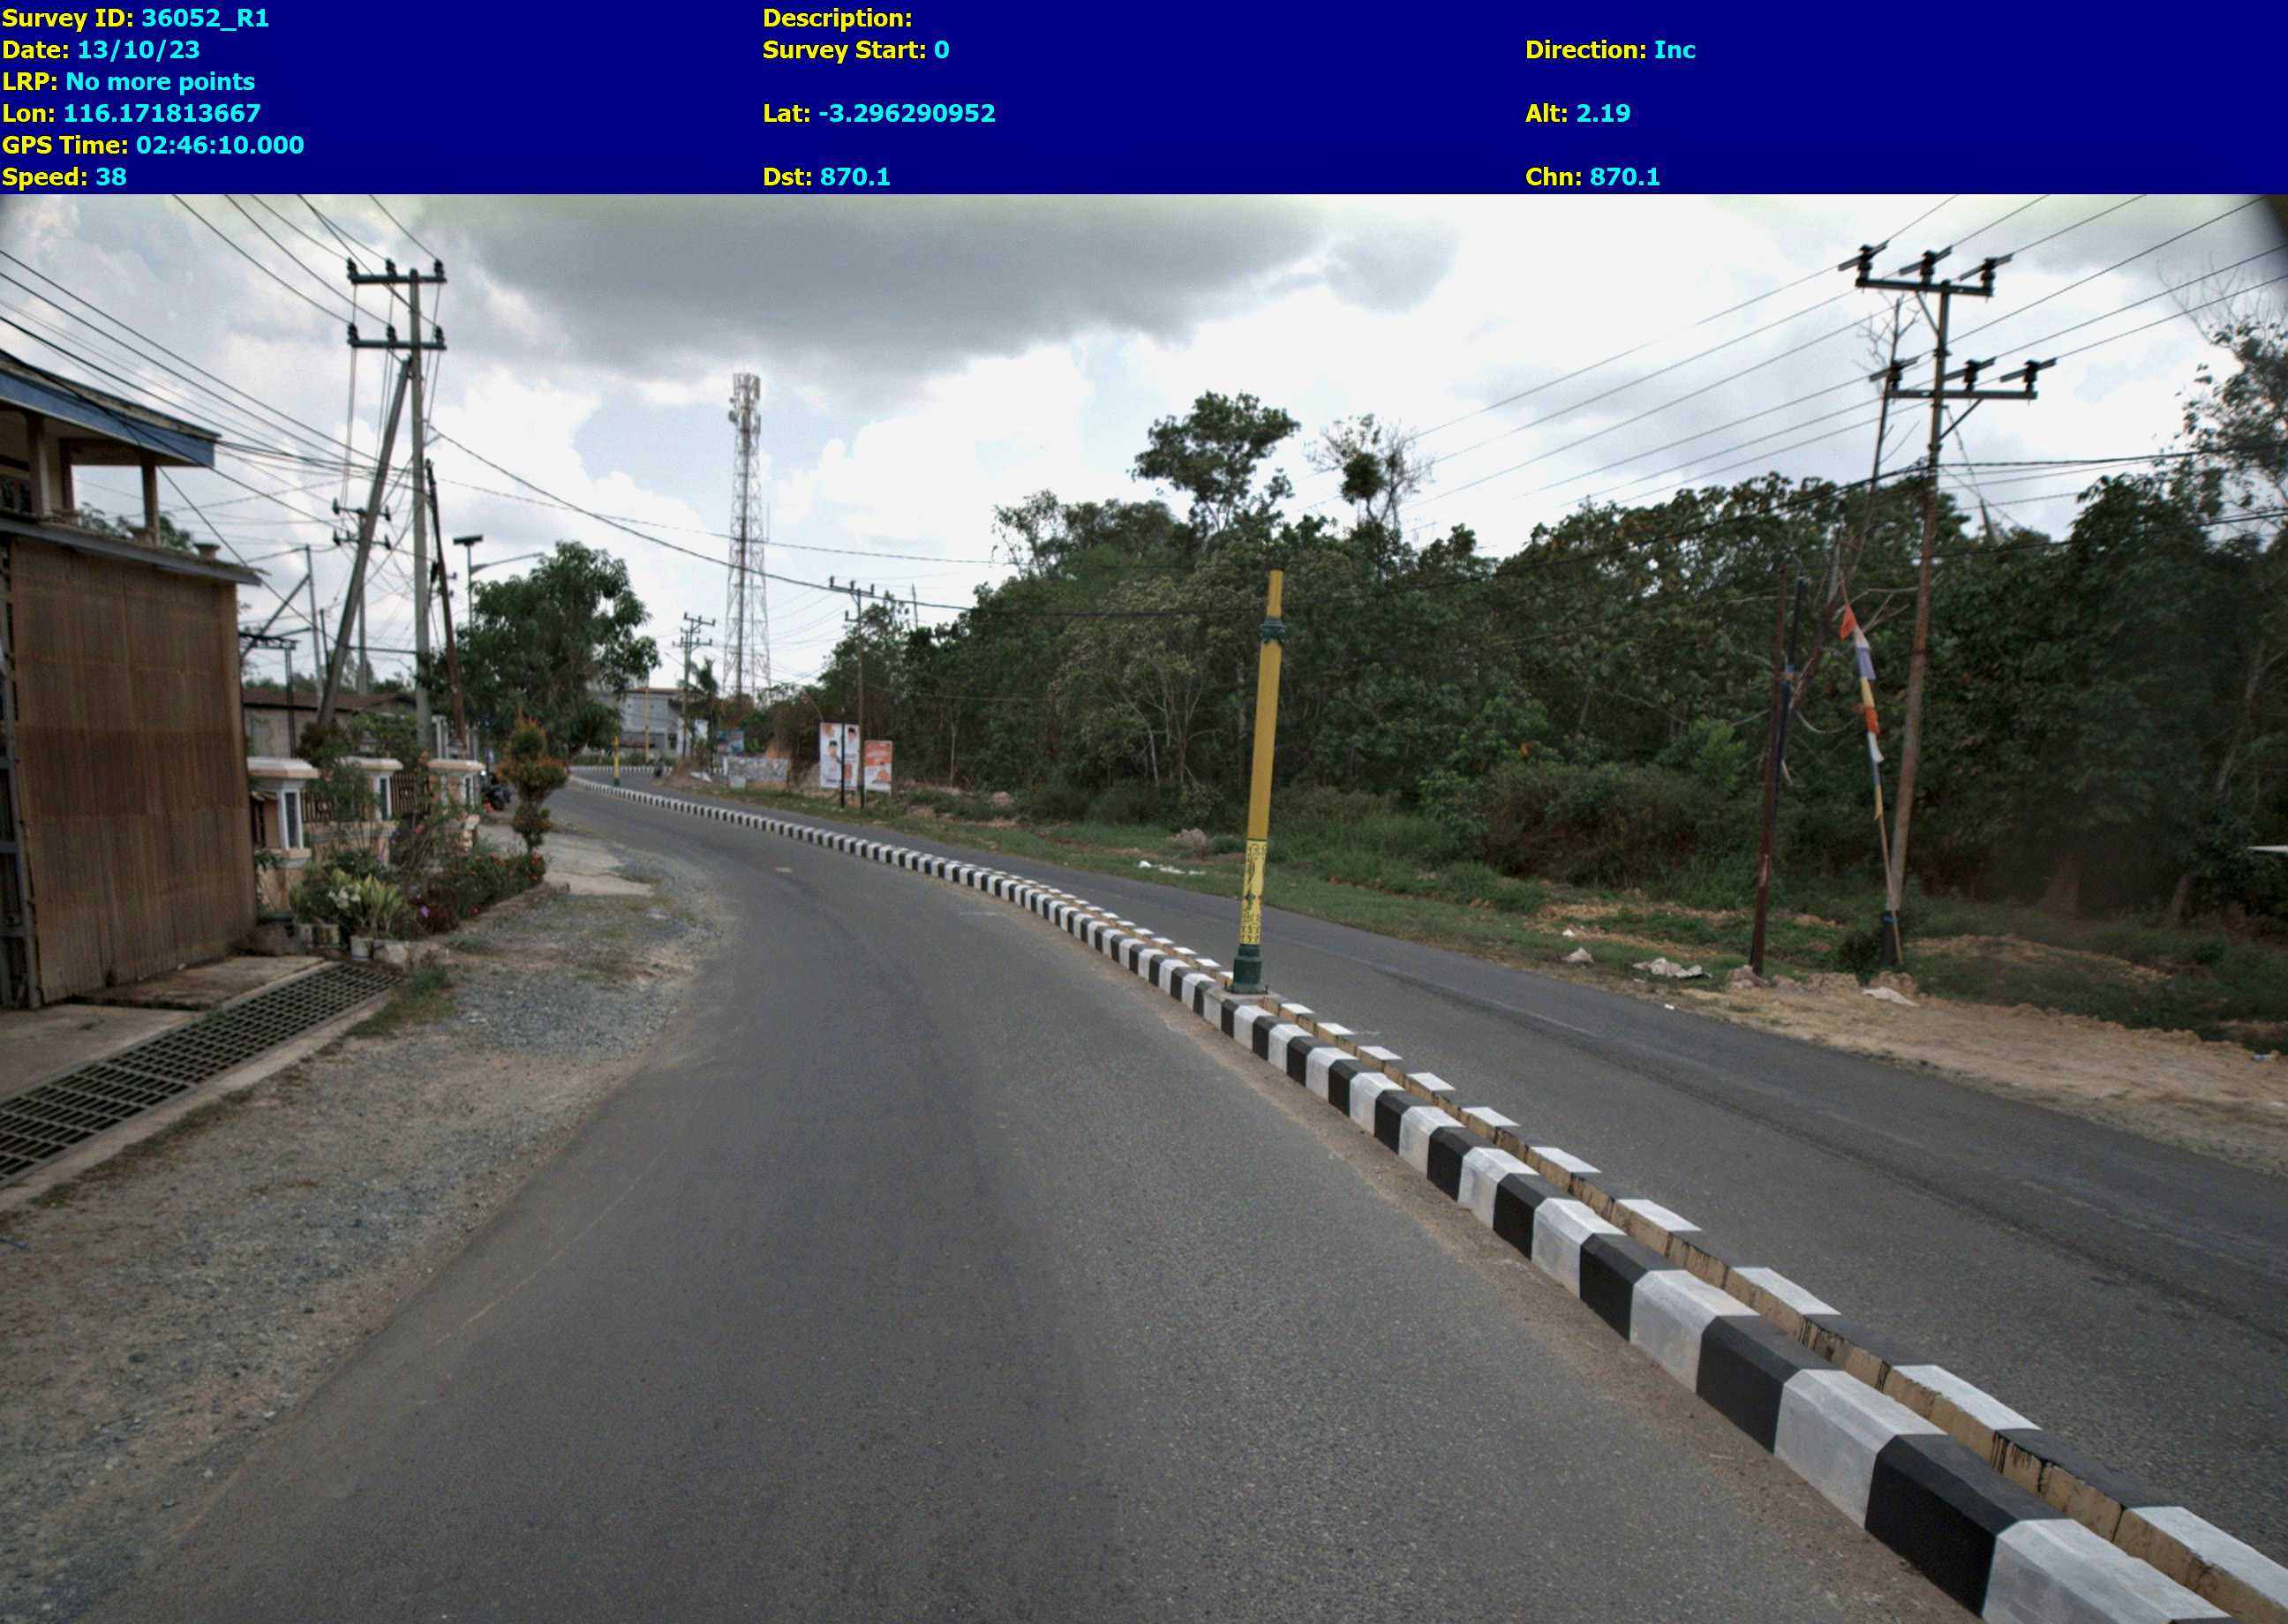 Survey ID: 36052_R1
Description:
Date: 13/10/23
Survey Start: 0
Direction: Inc
LRP: No more points
Lon: 116.171813667
Lat: -3.296290952
Alt: 2.19
GPS Time: 02:46:10.000
Speed: 38
Dst: 870.1
Chn: 870.1